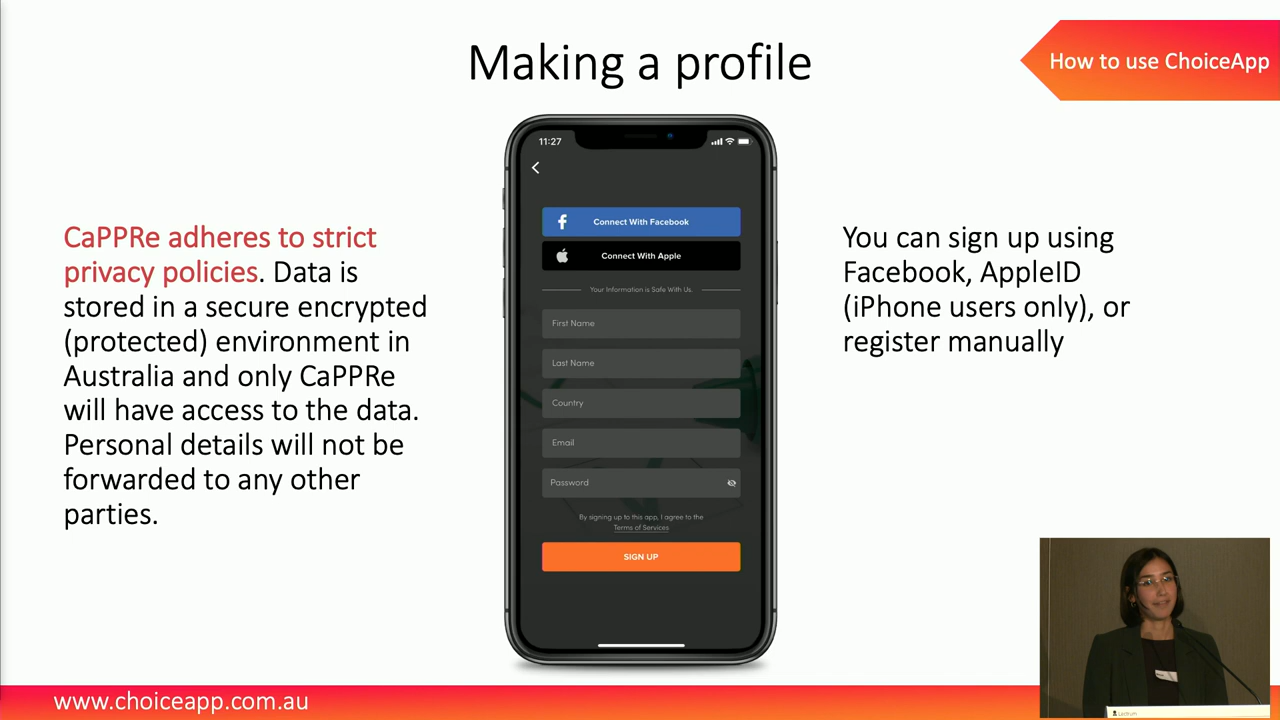 Making a profile
How to use ChoiceApp
CaPPRe adheres to strict
privacy policies. Data is
stored in a secure encrypted
(protected) environment in
Australia and only CaPPRe
will have access to the data.
Personal details will not be
forwarded to any other
parties.
11:27
Connect With Facebook
Connect With Apple
Your Information is Safe With Us.
First Name
Last Name
Country
Email
Password
By signing up to this app, I agree to the
Terms of Services
SIGN UP
You can sign up using
Facebook, AppleID
(iPhone users only), or
register manually
www.choiceapp.com.au